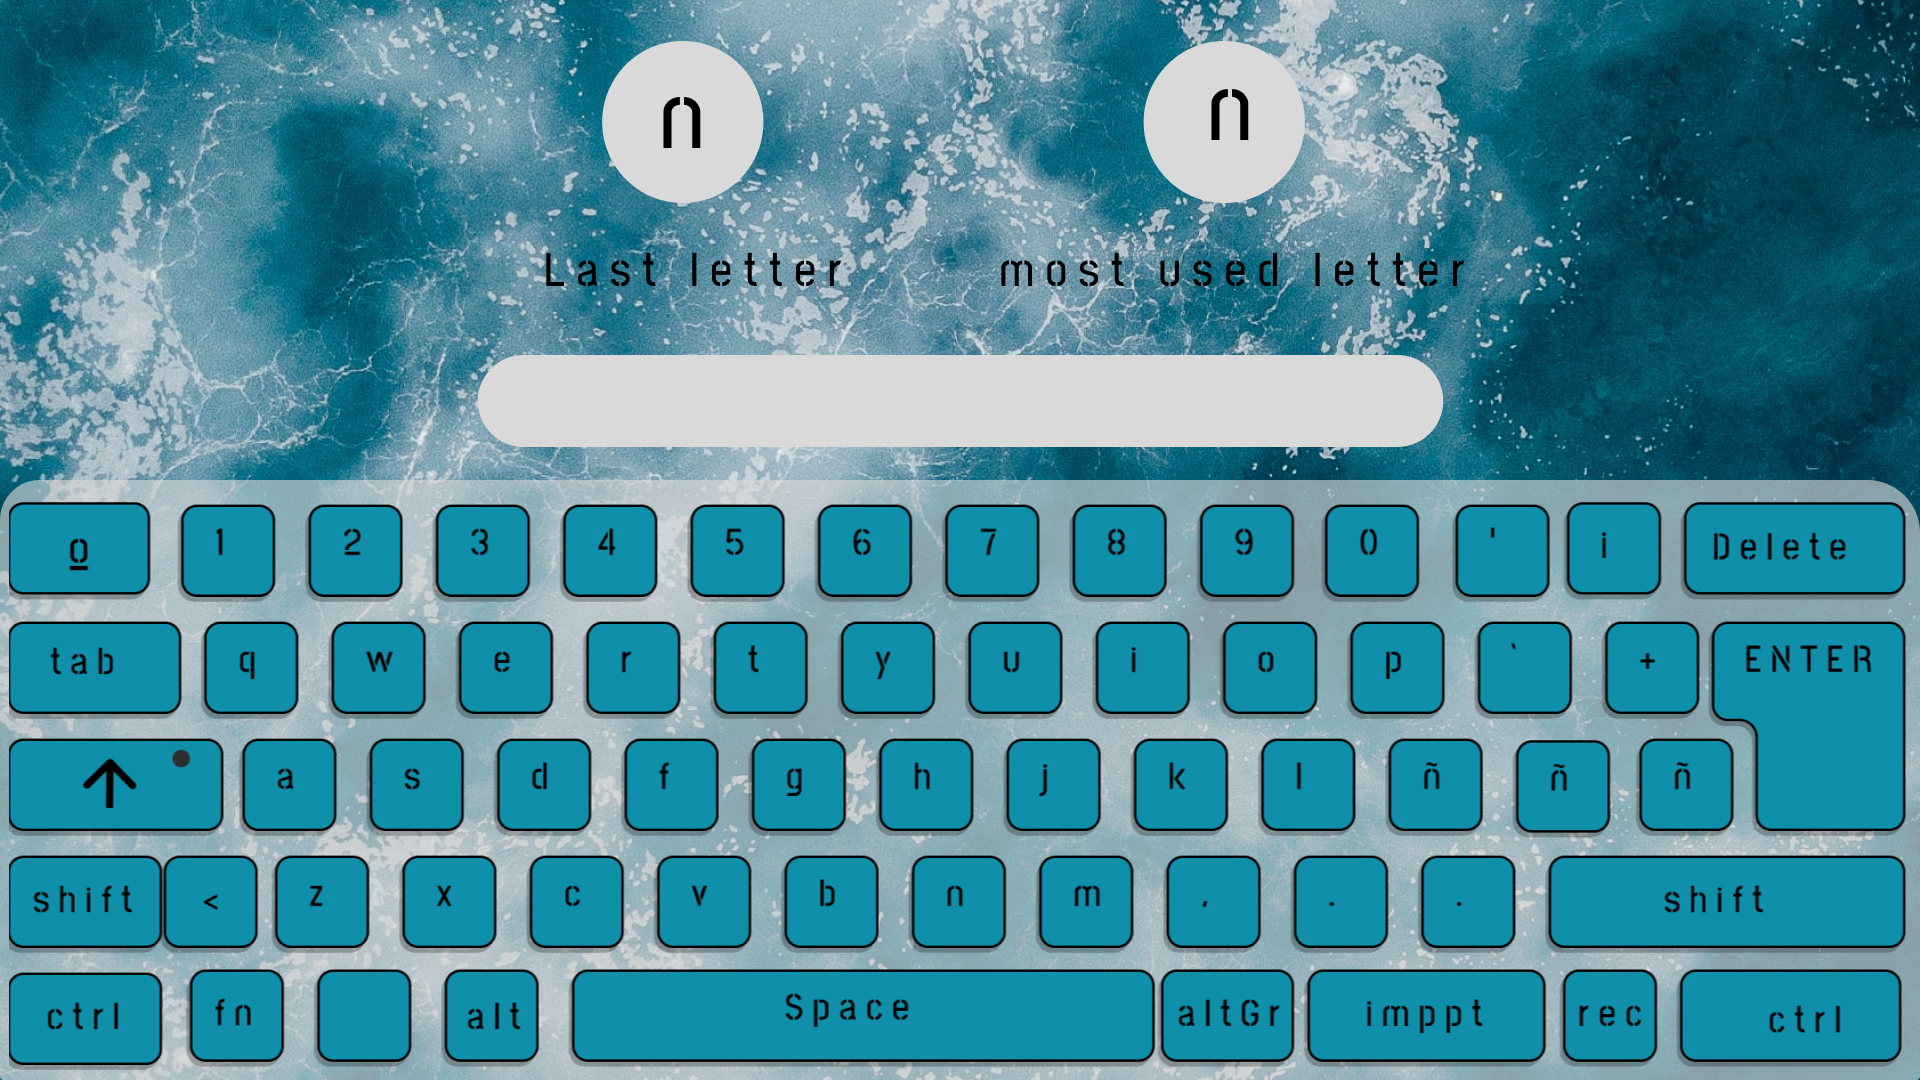 n n
Last letter most used letter
o 1 2 3 4 5 6 7 8 9 0 ' i Delete
tab q w e r t y u i o p ` + ENTER
↑ a s d f g h j k l ñ ñ ñ
shift < z x c v b n m , . . shift
ctrl fn alt Space altGr imppt rec ctrl